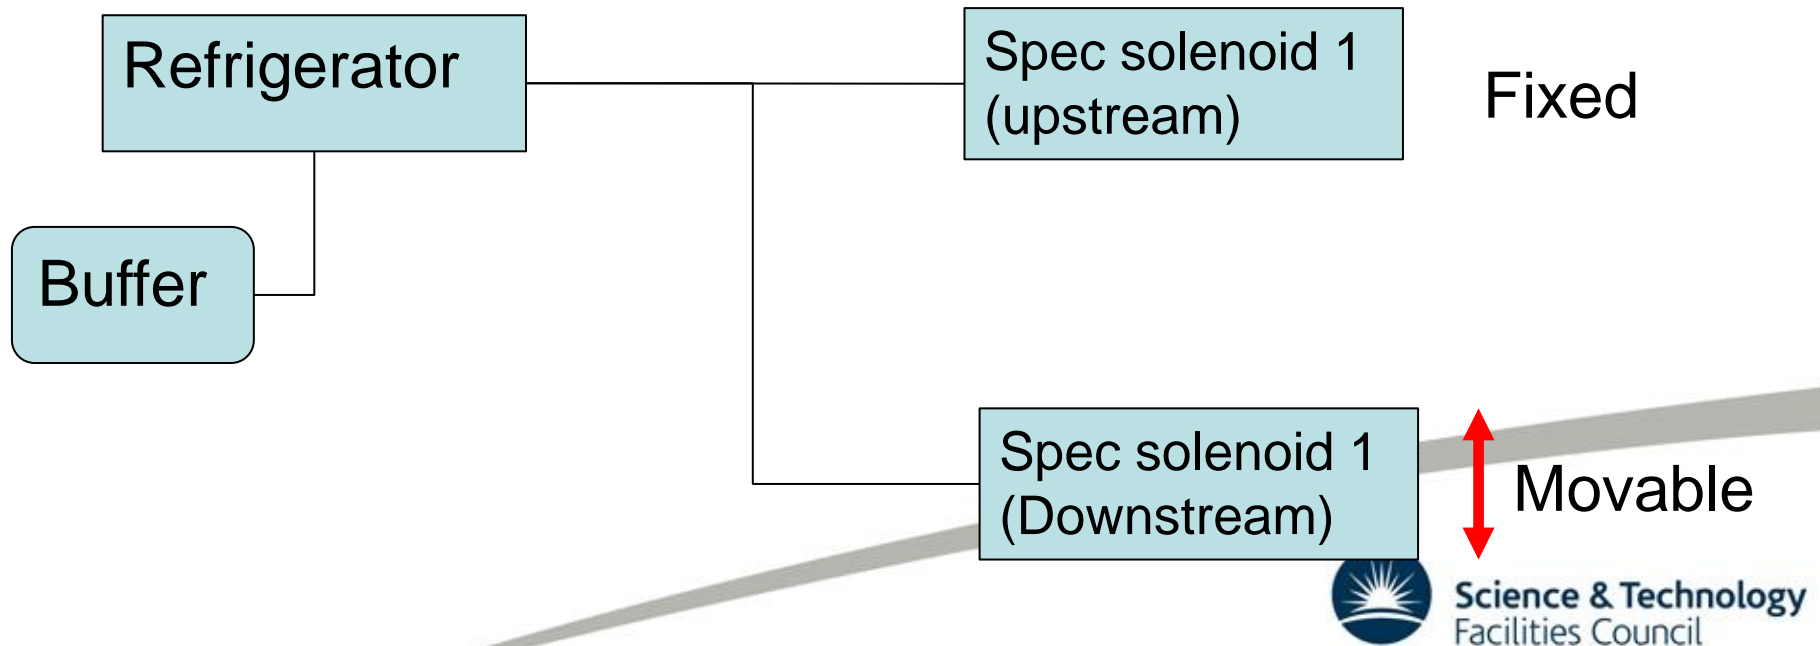 Refrigerator
Spec solenoid 1
(upstream)
Fixed
Buffer
Spec solenoid 1
(Downstream)
Movable
Science & Technology
Facilities Council